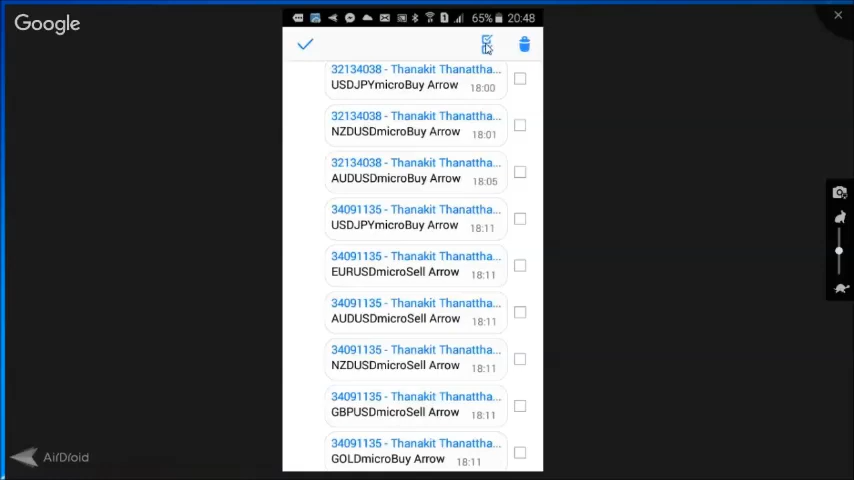 Google
65% 20:48
32134038 - Thanakit Thanattha...
USDJPYmicroBuy Arrow 18:00
32134038 - Thanakit Thanattha...
NZDUSDmicroBuy Arrow 18:01
32134038 - Thanakit Thanattha...
AUDUSDmicroBuy Arrow 18:05
34091135 - Thanakit Thanattha...
USDJPYmicroBuy Arrow 18:11
34091135 - Thanakit Thanattha...
EURUSDmicroSell Arrow 18:11
34091135 - Thanakit Thanattha...
AUDUSDmicroSell Arrow 18:11
34091135 - Thanakit Thanattha...
NZDUSDmicroSell Arrow 18:11
34091135 - Thanakit Thanattha...
GBPUSDmicroSell Arrow 18:11
34091135 - Thanakit Thanattha...
GOLDmicroBuy Arrow 18:11
AirDroid